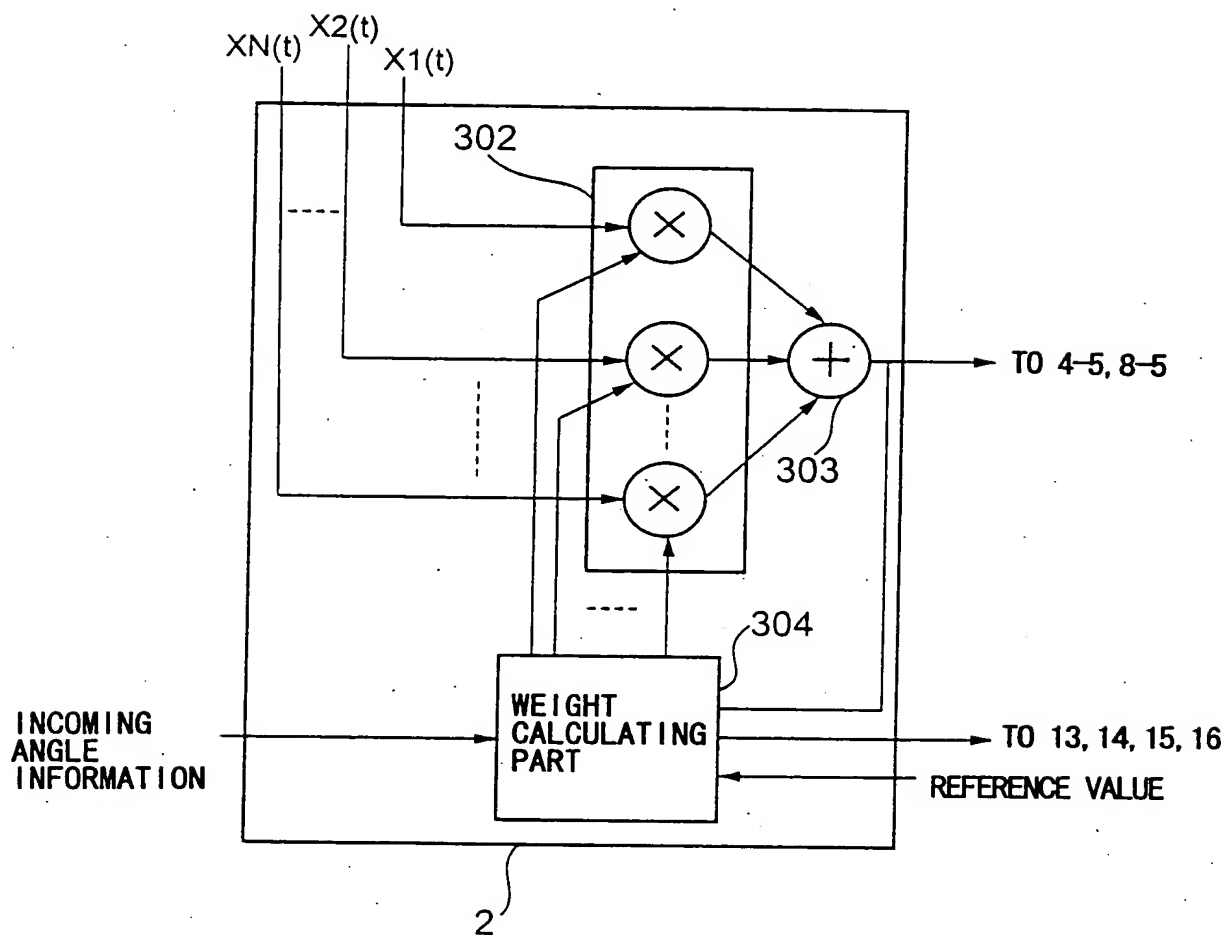 XN(t)
X2(t)
X1(t)
302
×
×
×
+
303
TO 4-5, 8-5
304
WEIGHT
CALCULATING
PART
INCOMING
ANGLE
INFORMATION
TO 13, 14, 15, 16
REFERENCE VALUE
2